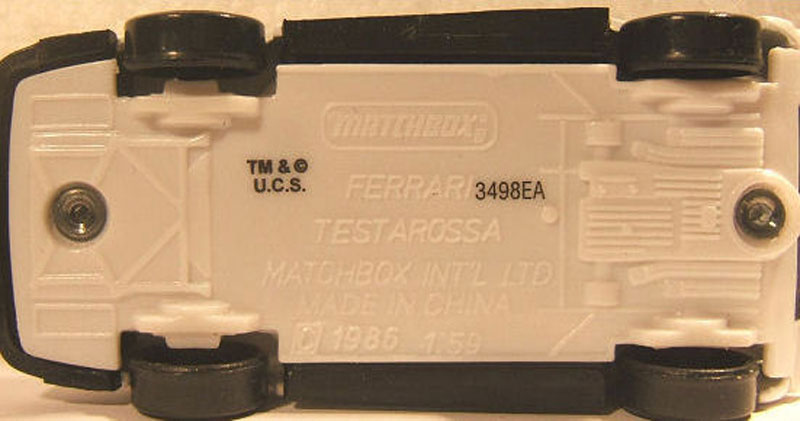 MATCHBOX
TM & ©
U.C.S.
FERRARI
3498EA
TESTAROSSA
MATCHBOX INT'L LTD
MADE IN CHINA
© 1986 1:59